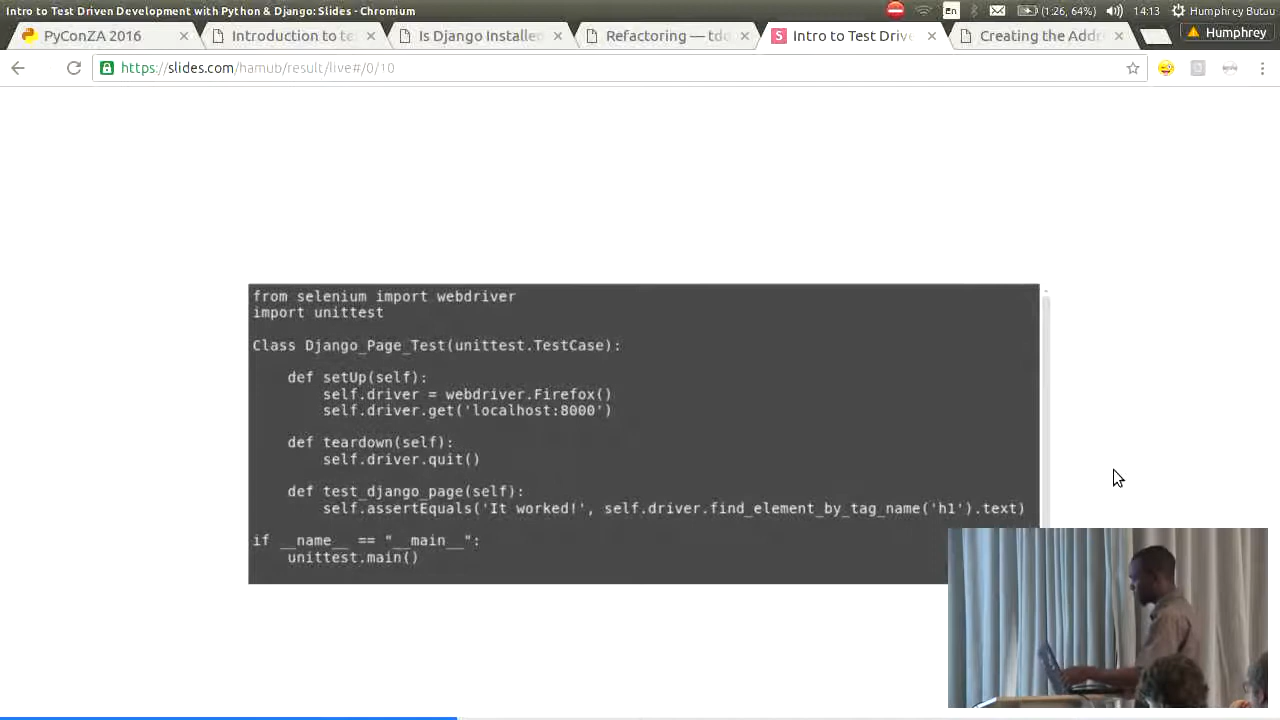 Intro to Test Driven Development with Python & Django: Slides - Chromium
En
(1:26, 64%)
14:13
Humphrey Butau
PyConZA 2016
Introduction to te
Is Django Installed
Refactoring — tdd
Intro to Test Drive
Creating the Addr
Humphrey
https://slides.com/hamub/result/live#/0/10
from selenium import webdriver
import unittest
Class Django_Page_Test(unittest.TestCase):
def setUp(self):
self.driver = webdriver.Firefox()
self.driver.get('localhost:8000')
def teardown(self):
self.driver.quit()
def test_django_page(self):
self.assertEquals('It worked!', self.driver.find_element_by_tag_name('h1').text)
if __name__ == "__main__":
unittest.main()